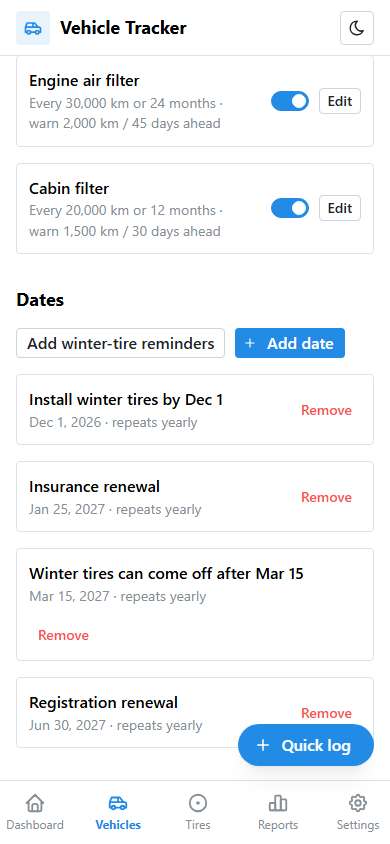 Vehicle Tracker
Engine air filter
Every 30,000 km or 24 months ·
warn 2,000 km / 45 days ahead
Edit
Cabin filter
Every 20,000 km or 12 months ·
warn 1,500 km / 30 days ahead
Edit
Dates
Add winter-tire reminders
+ Add date
Install winter tires by Dec 1
Dec 1, 2026 · repeats yearly
Remove
Insurance renewal
Jan 25, 2027 · repeats yearly
Remove
Winter tires can come off after Mar 15
Mar 15, 2027 · repeats yearly
Remove
Registration renewal
Jun 30, 2027 · repeats yearly
Remove
+ Quick log
Dashboard
Vehicles
Tires
Reports
Settings